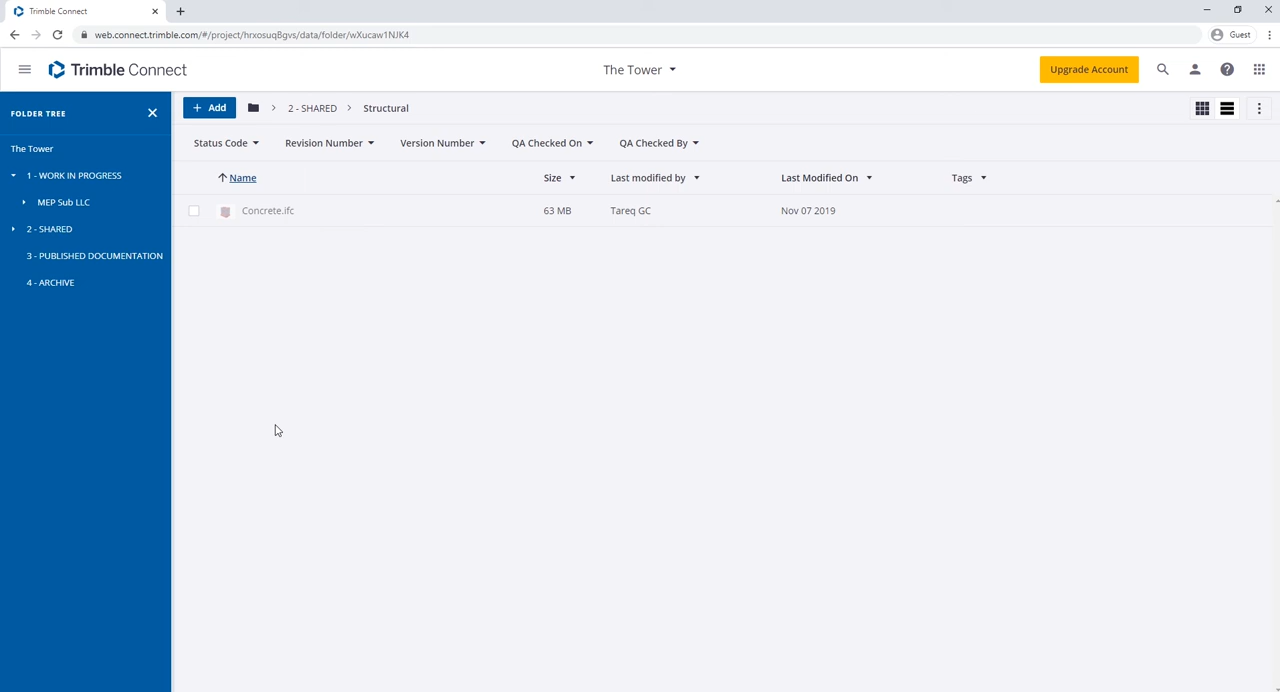 Trimble Connect
web.connect.trimble.com/#/project/hrxosuqBgvs/data/folder/wXucaw1NJK4
Guest
Trimble Connect
The Tower
Upgrade Account
FOLDER TREE
+ Add
2 - SHARED
Structural
The Tower
1 - WORK IN PROGRESS
MEP Sub LLC
2 - SHARED
3 - PUBLISHED DOCUMENTATION
4 - ARCHIVE
Status Code
Revision Number
Version Number
QA Checked On
QA Checked By
Name
Size
Last modified by
Last Modified On
Tags
Concrete.ifc
63 MB
Tareq GC
Nov 07 2019